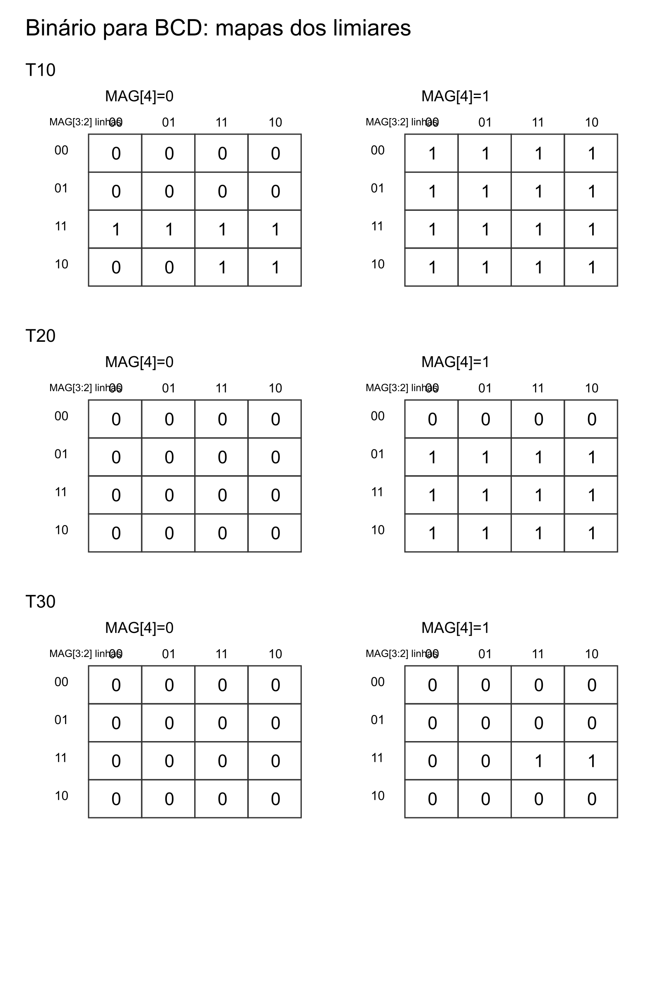 Binário para BCD: mapas dos limiares
T10
MAG[4]=0 MAG[4]=1
MAG[3:2] linhas 00 01 11 10 MAG[3:2] linhas 00 01 11 10
00 0 0 0 0 00 1 1 1 1
01 0 0 0 0 01 1 1 1 1
11 1 1 1 1 11 1 1 1 1
10 0 0 1 1 10 1 1 1 1
T20
MAG[4]=0 MAG[4]=1
MAG[3:2] linhas 00 01 11 10 MAG[3:2] linhas 00 01 11 10
00 0 0 0 0 00 0 0 0 0
01 0 0 0 0 01 1 1 1 1
11 0 0 0 0 11 1 1 1 1
10 0 0 0 0 10 1 1 1 1
T30
MAG[4]=0 MAG[4]=1
MAG[3:2] linhas 00 01 11 10 MAG[3:2] linhas 00 01 11 10
00 0 0 0 0 00 0 0 0 0
01 0 0 0 0 01 0 0 0 0
11 0 0 0 0 11 0 0 1 1
10 0 0 0 0 10 0 0 0 0